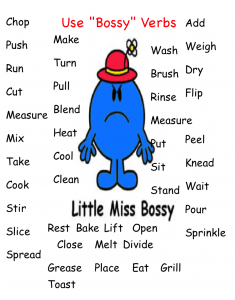 Use "Bossy" Verbs
Chop
Push
Run
Cut
Measure
Mix
Take
Cook
Stir
Slice
Spread
Make
Turn
Pull
Blend
Heat
Cool
Clean
Wash
Brush
Rinse
Measure
Put
Sit
Stand
Add
Weigh
Dry
Flip
Peel
Knead
Wait
Pour
Sprinkle
Little Miss Bossy
Rest Bake Lift Open
Close Melt Divide
Grease Place Eat Grill
Toast